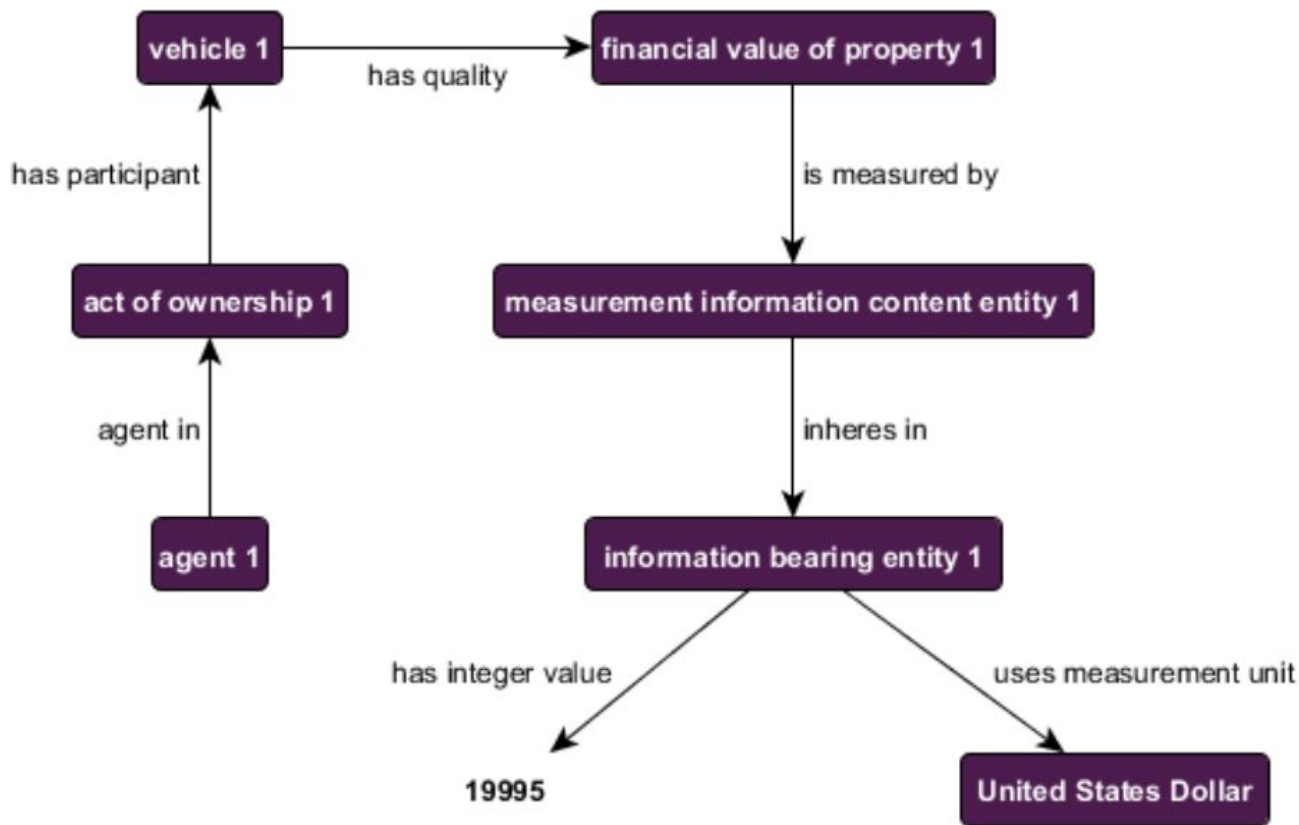 vehicle 1
financial value of property 1
has quality
has participant
is measured by
act of ownership 1
measurement information content entity 1
agent in
inheres in
agent 1
information bearing entity 1
has integer value
uses measurement unit
19995
United States Dollar